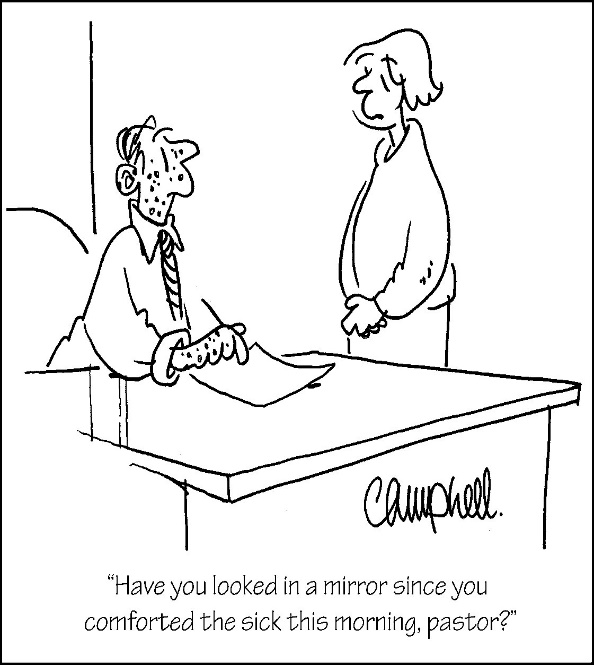 Campbell.
“Have you looked in a mirror since you
comforted the sick this morning, pastor?”